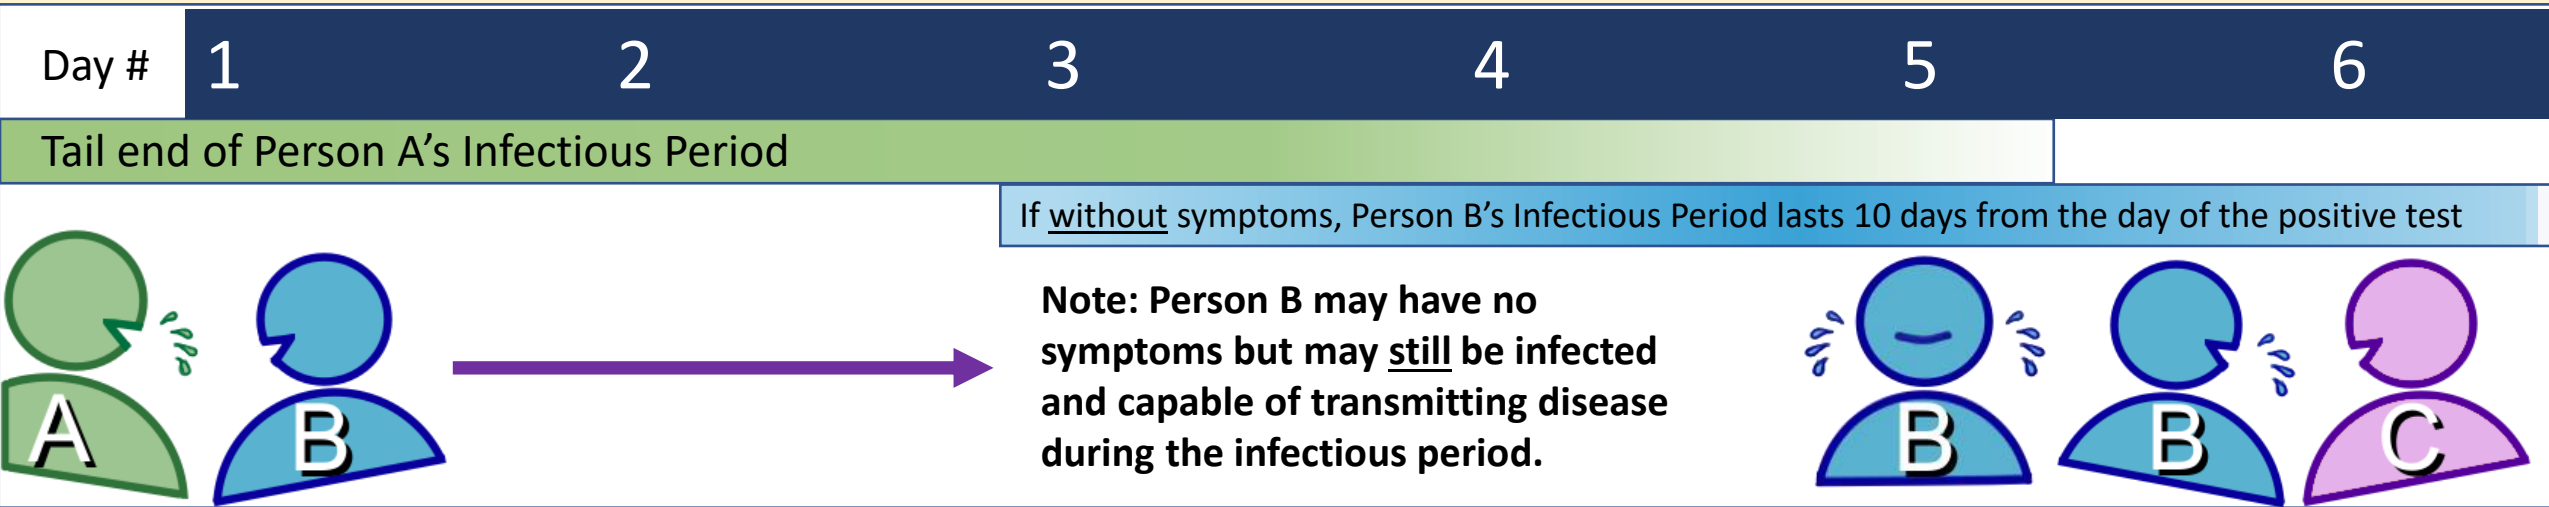 Day # 1 2 3 4 5 6
Tail end of Person A’s Infectious Period
If without symptoms, Person B’s Infectious Period lasts 10 days from the day of the positive test
Note: Person B may have no
symptoms but may still be infected
and capable of transmitting disease
during the infectious period.
A B B B C